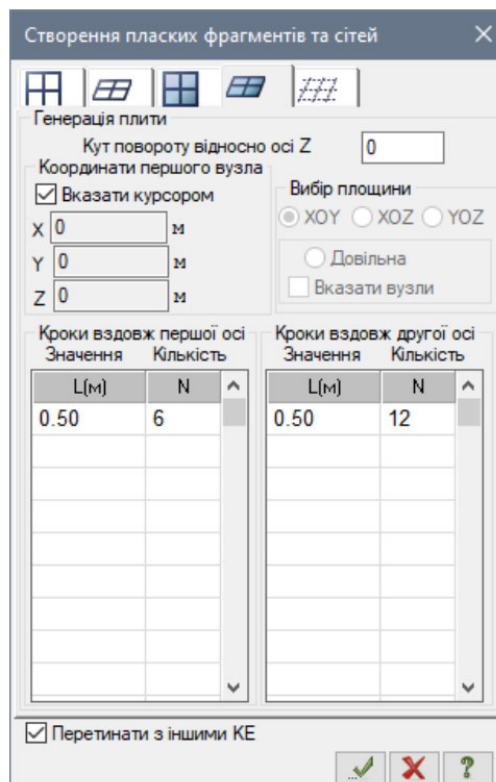 Створення пласких фрагментів та сітей
Генерація плити
Кут повороту відносно осі Z 0
Координати першого вузла
Вказати курсором
X 0 м
Y 0 м
Z 0 м
Вибір площини
XOY XOZ YOZ
Довільна
Вказати вузли
Кроки вздовж першої осі
Значення Кількість
L(м) N
0.50 6
Кроки вздовж другої осі
Значення Кількість
L(м) N
0.50 12
Перетинати з іншими КЕ
?